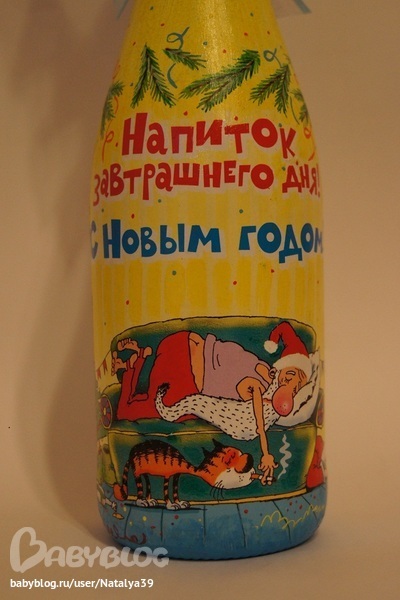 Напиток
завтрашнего дня!
С Новым годом
BABYBLOG
babyblog.ru/user/Natalya39